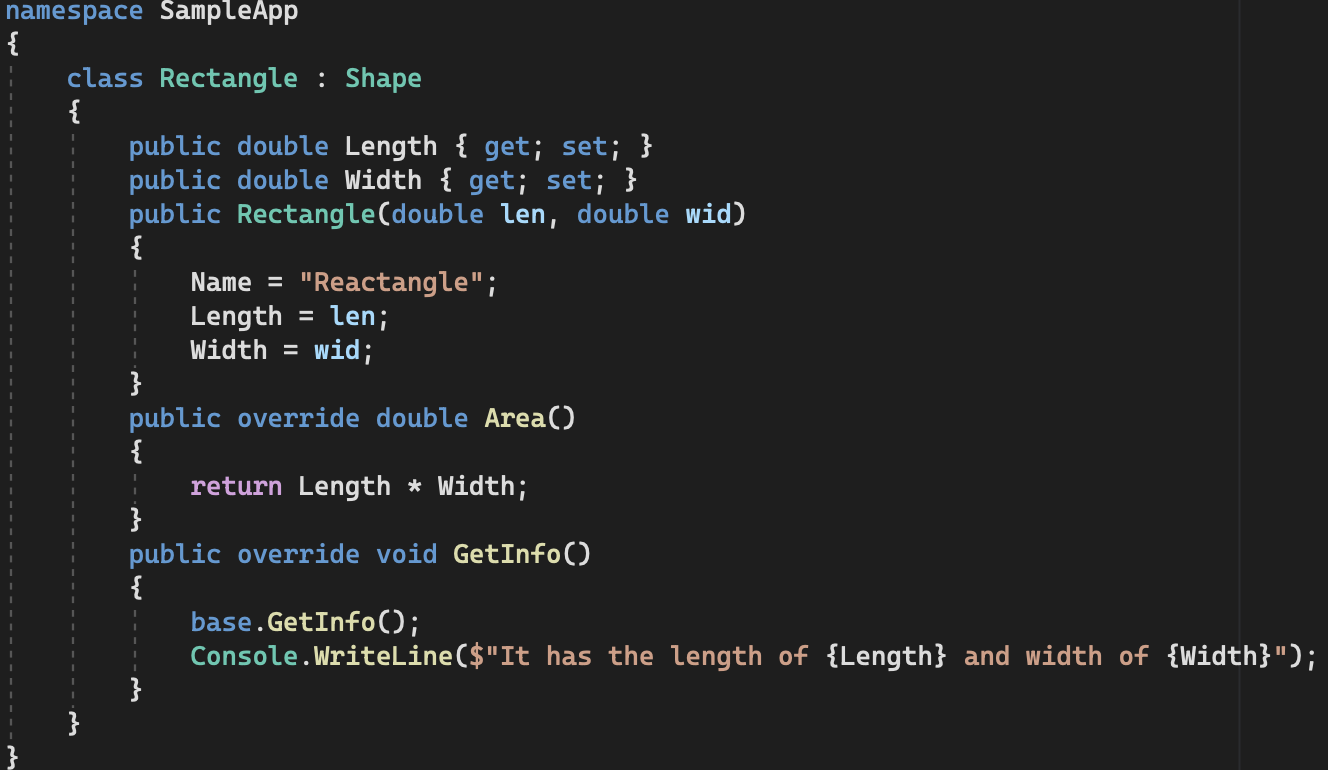 namespace SampleApp
{
    class Rectangle : Shape
    {
        public double Length { get; set; }
        public double Width { get; set; }
        public Rectangle(double len, double wid)
        {
            Name = "Reactangle";
            Length = len;
            Width = wid;
        }
        public override double Area()
        {
            return Length * Width;
        }
        public override void GetInfo()
        {
            base.GetInfo();
            Console.WriteLine($"It has the length of {Length} and width of {Width}");
        }
    }
}